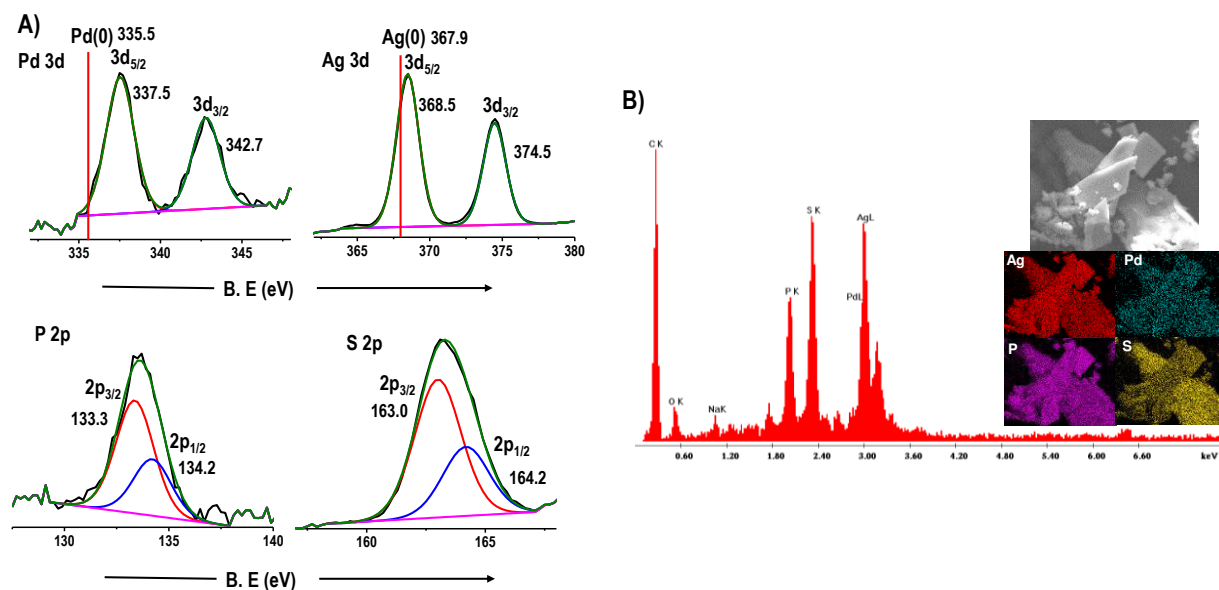 A)
Pd(0) 335.5
Pd 3d
3d5/2
337.5
3d3/2
342.7
335 340 345
Ag(0) 367.9
Ag 3d
3d5/2
368.5
3d3/2
374.5
365 370 375 380
B. E (eV)
P 2p
2p3/2
133.3
2p1/2
134.2
130 135 140
S 2p
2p3/2
163.0
2p1/2
164.2
160 165
B. E (eV)
B)
C K
O K
NaK
P K
S K
PdL
AgL
0.60 1.20 1.80 2.40 3.00 3.60 4.20 4.80 5.40 6.00 6.60 keV
Ag Pd
P S